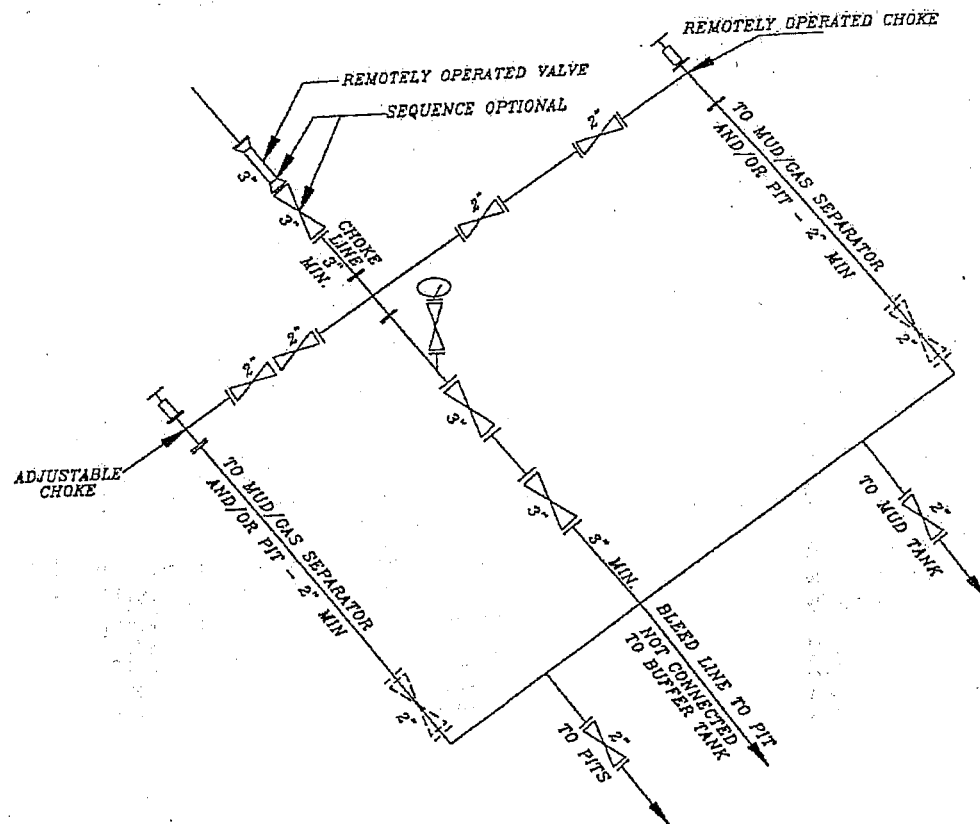 REMOTELY OPERATED CHOKE
REMOTELY OPERATED VALVE
SEQUENCE OPTIONAL
3"
3"
CHOKE
LINE
3"
MIN.
2"
2"
TO MUD/GAS SEPARATOR
AND/OR PIT - 2" MIN
2"
2"
2"
ADJUSTABLE
CHOKE
TO MUD/GAS SEPARATOR
AND/OR PIT - 2" MIN
2"
3"
3"
3" MIN.
BLEED LINE TO PIT
NOT CONNECTED
TO BUFFER TANK
2"
TO MUD TANK
2"
TO PITS